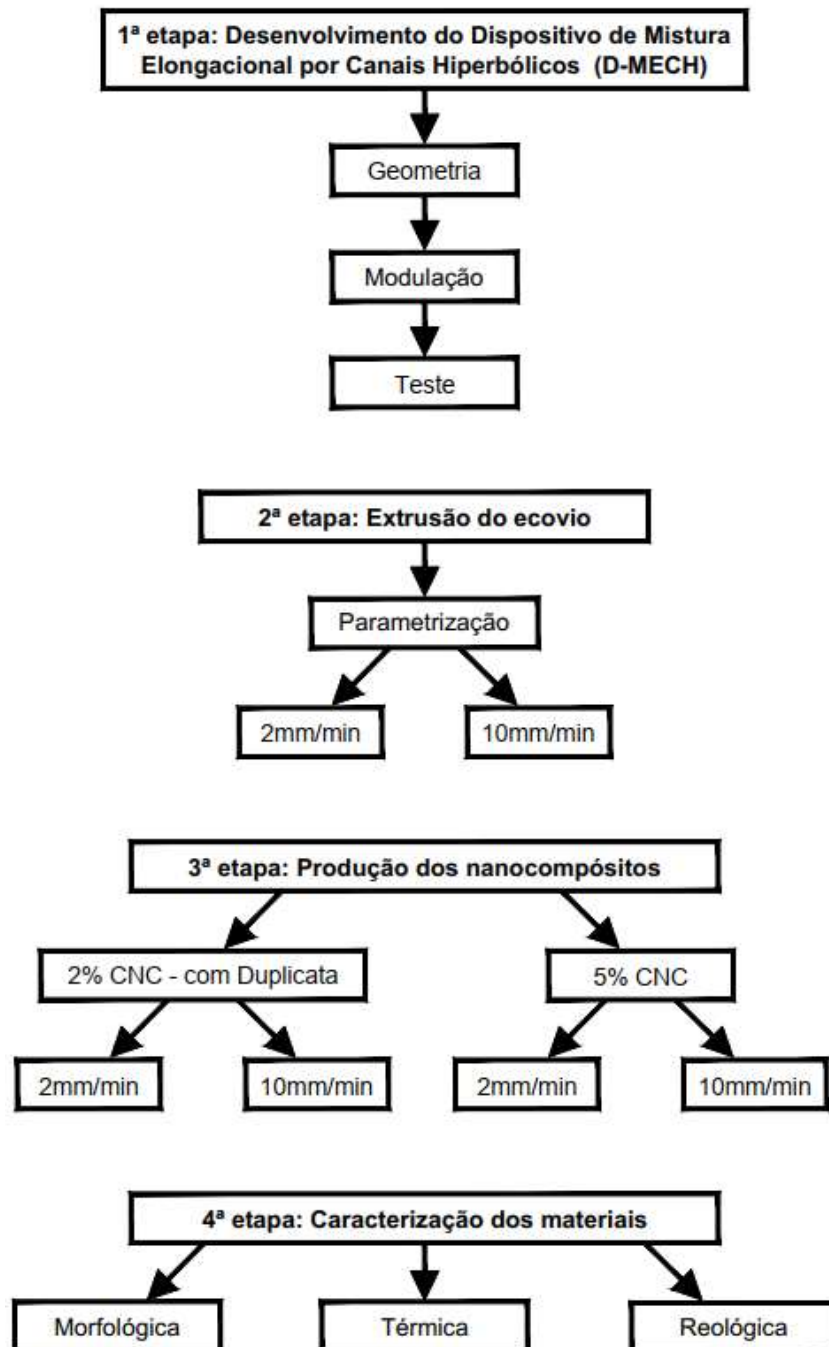 1ª etapa: Desenvolvimento do Dispositivo de Mistura
Elongacional por Canais Hiperbólicos (D-MECH)
Geometria
Modulação
Teste
2ª etapa: Extrusão do ecovio
Parametrização
2mm/min
10mm/min
3ª etapa: Produção dos nanocompósitos
2% CNC - com Duplicata
5% CNC
2mm/min
10mm/min
2mm/min
10mm/min
4ª etapa: Caracterização dos materiais
Morfológica
Térmica
Reológica